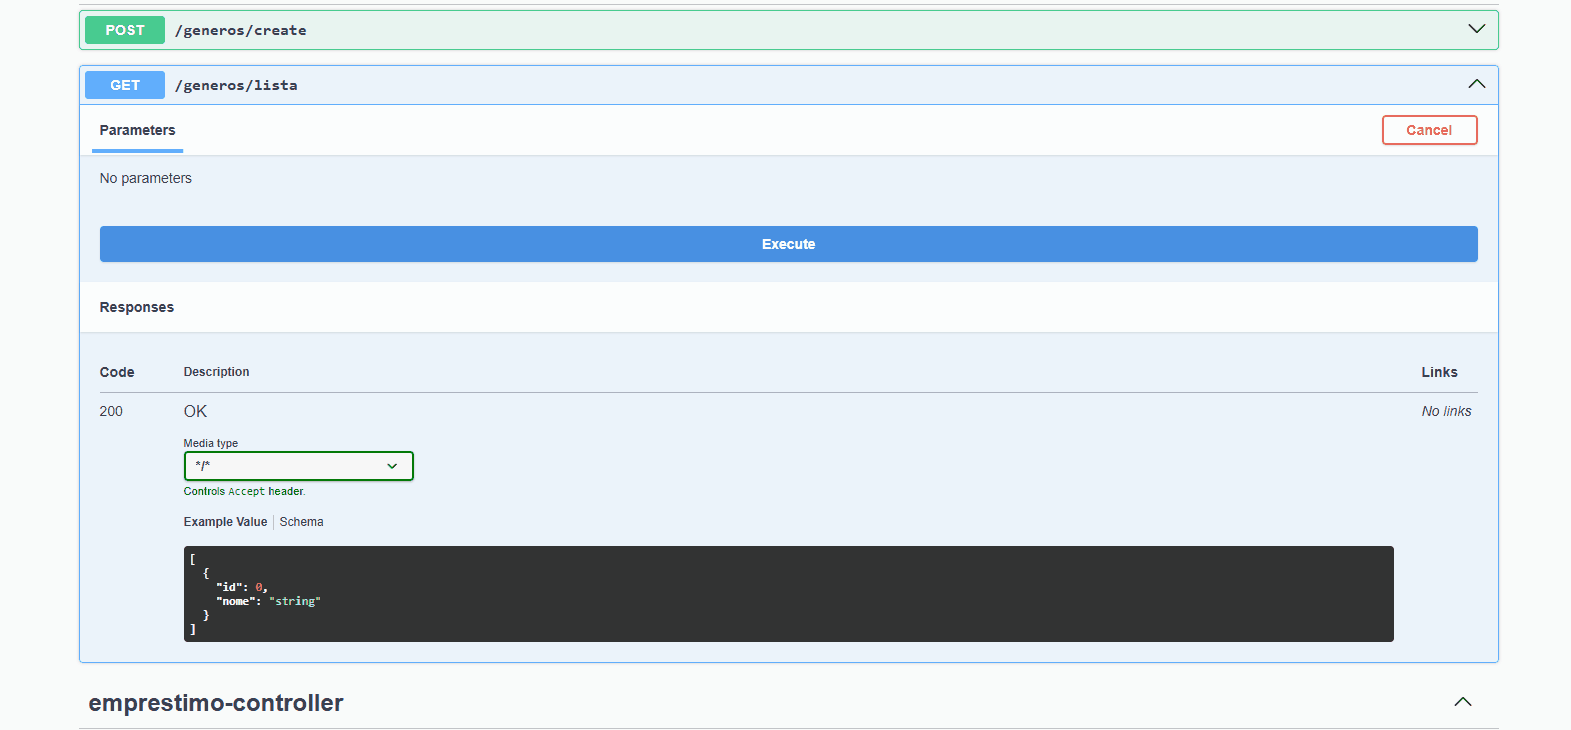 POST /generos/create
GET /generos/lista
Parameters Cancel
No parameters
Execute
Responses
Code Description Links
200 OK No links
Media type
*/*
Controls Accept header.
Example Value Schema
[
  {
    "id": 0,
    "nome": "string"
  }
]
emprestimo-controller